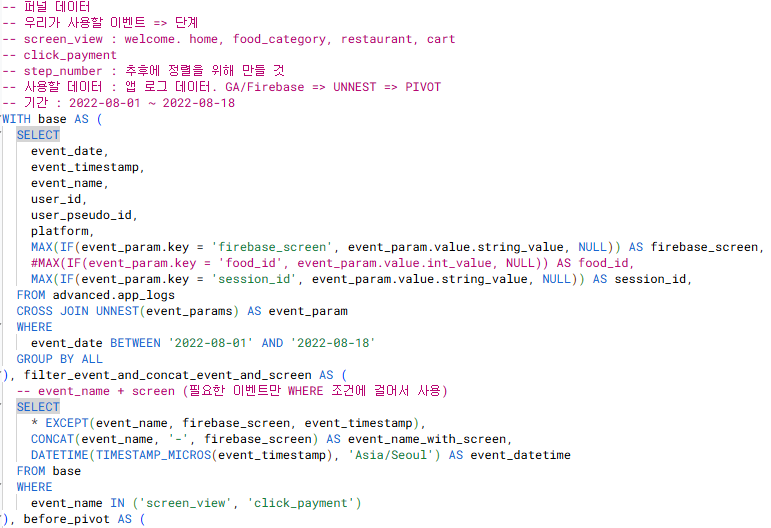 -- 퍼널 데이터
-- 우리가 사용할 이벤트 => 단계
-- screen_view : welcome. home, food_category, restaurant, cart
-- click_payment
-- step_number : 추후에 정렬을 위해 만들 것
-- 사용할 데이터 : 앱 로그 데이터. GA/Firebase => UNNEST => PIVOT
-- 기간 : 2022-08-01 ~ 2022-08-18
WITH base AS (
SELECT
event_date,
event_timestamp,
event_name,
user_id,
user_pseudo_id,
platform,
MAX(IF(event_param.key = 'firebase_screen', event_param.value.string_value, NULL)) AS firebase_screen,
#MAX(IF(event_param.key = 'food_id', event_param.value.int_value, NULL)) AS food_id,
MAX(IF(event_param.key = 'session_id', event_param.value.string_value, NULL)) AS session_id,
FROM advanced.app_logs
CROSS JOIN UNNEST(event_params) AS event_param
WHERE
event_date BETWEEN '2022-08-01' AND '2022-08-18'
GROUP BY ALL
), filter_event_and_concat_event_and_screen AS (
-- event_name + screen (필요한 이벤트만 WHERE 조건에 걸어서 사용)
SELECT
* EXCEPT(event_name, firebase_screen, event_timestamp),
CONCAT(event_name, '-', firebase_screen) AS event_name_with_screen,
DATETIME(TIMESTAMP_MICROS(event_timestamp), 'Asia/Seoul') AS event_datetime
FROM base
WHERE
event_name IN ('screen_view', 'click_payment')
), before_pivot AS (